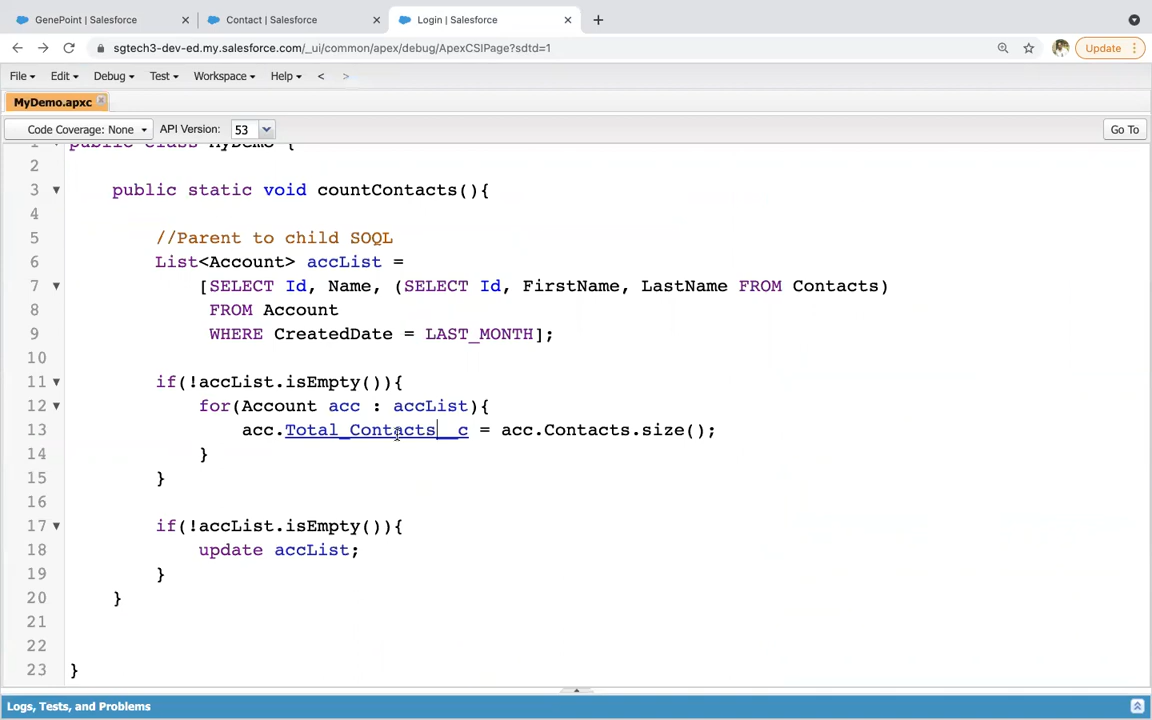 GenePoint | Salesforce
Contact | Salesforce
Login | Salesforce
sgtech3-dev-ed.my.salesforce.com/_ui/common/apex/debug/ApexCSIPage?sdtd=1
Update
File Edit Debug Test Workspace Help < >
MyDemo.apxc
Code Coverage: None API Version: 53 Go To
1 public class MyDemo {
2
3 public static void countContacts(){
4
5 //Parent to child SOQL
6 List<Account> accList =
7 [SELECT Id, Name, (SELECT Id, FirstName, LastName FROM Contacts)
8 FROM Account
9 WHERE CreatedDate = LAST_MONTH];
10
11 if(!accList.isEmpty()){
12 for(Account acc : accList){
13 acc.Total_Contacts__c = acc.Contacts.size();
14 }
15 }
16
17 if(!accList.isEmpty()){
18 update accList;
19 }
20 }
21
22
23 }
Logs, Tests, and Problems